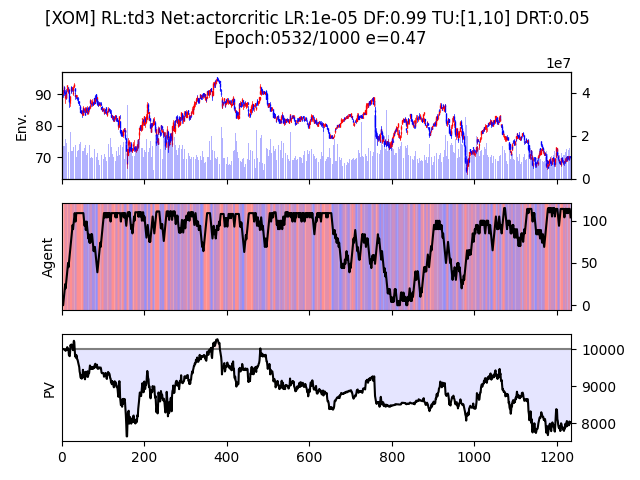 [XOM] RL:td3 Net:actorcritic LR:1e-05 DF:0.99 TU:[1,10] DRT:0.05
Epoch:0532/1000 e=0.47
1e7
Env.
90
80
70
4
2
0
Agent
100
50
0
PV
10000
9000
8000
0 200 400 600 800 1000 1200